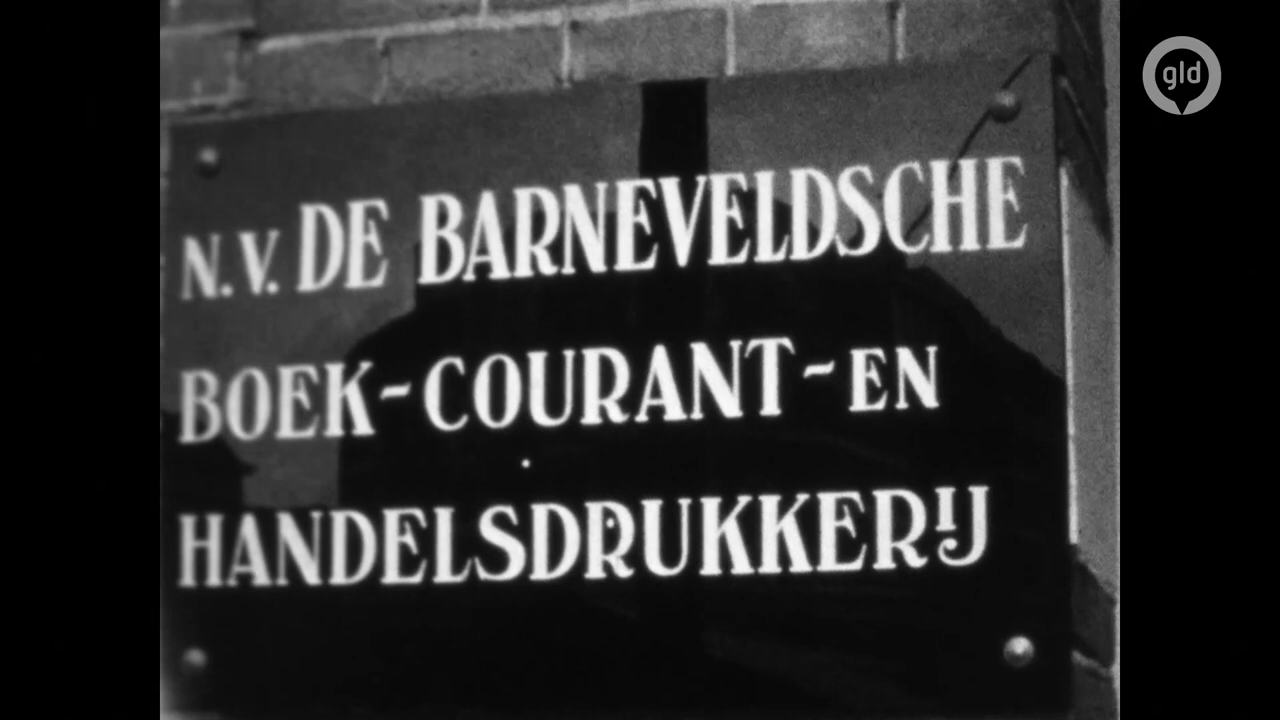 gld
N.V. DE BARNEVELDSCHE
BOEK-COURANT-EN
HANDELSDRUKKERIJ